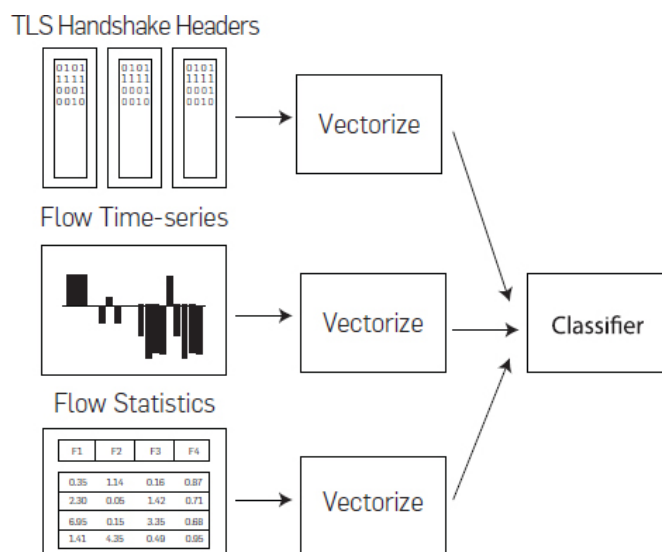 TLS Handshake Headers
0101 0101 0101
1111 1111 1111
0001 0001 0001
0010 0010 0010
Vectorize
Flow Time-series
Vectorize
Classifier
Flow Statistics
F1 F2 F3 F4
0.35 1.14 0.16 0.87
2.30 0.05 1.42 0.71
6.95 0.15 3.35 0.68
1.41 4.35 0.49 0.95
Vectorize